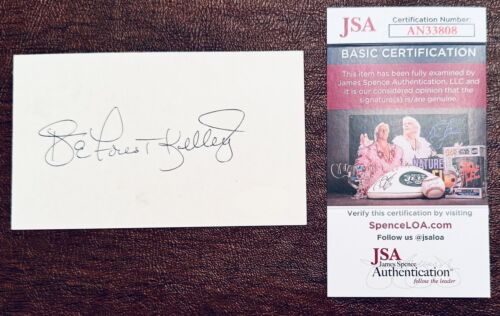 DeForest Kelley
JSA
Certification Number:
AN33808
BASIC CERTIFICATION
This item has been fully examined by
James Spence Authentication, LLC and
it is our considered opinion that the
signature(s) is/are genuine.
NATURE
JETS
Verify this certification by visiting
SpenceLOA.com
Follow us @jsaloa
JSA
James Spence
Authentication
follow the leader